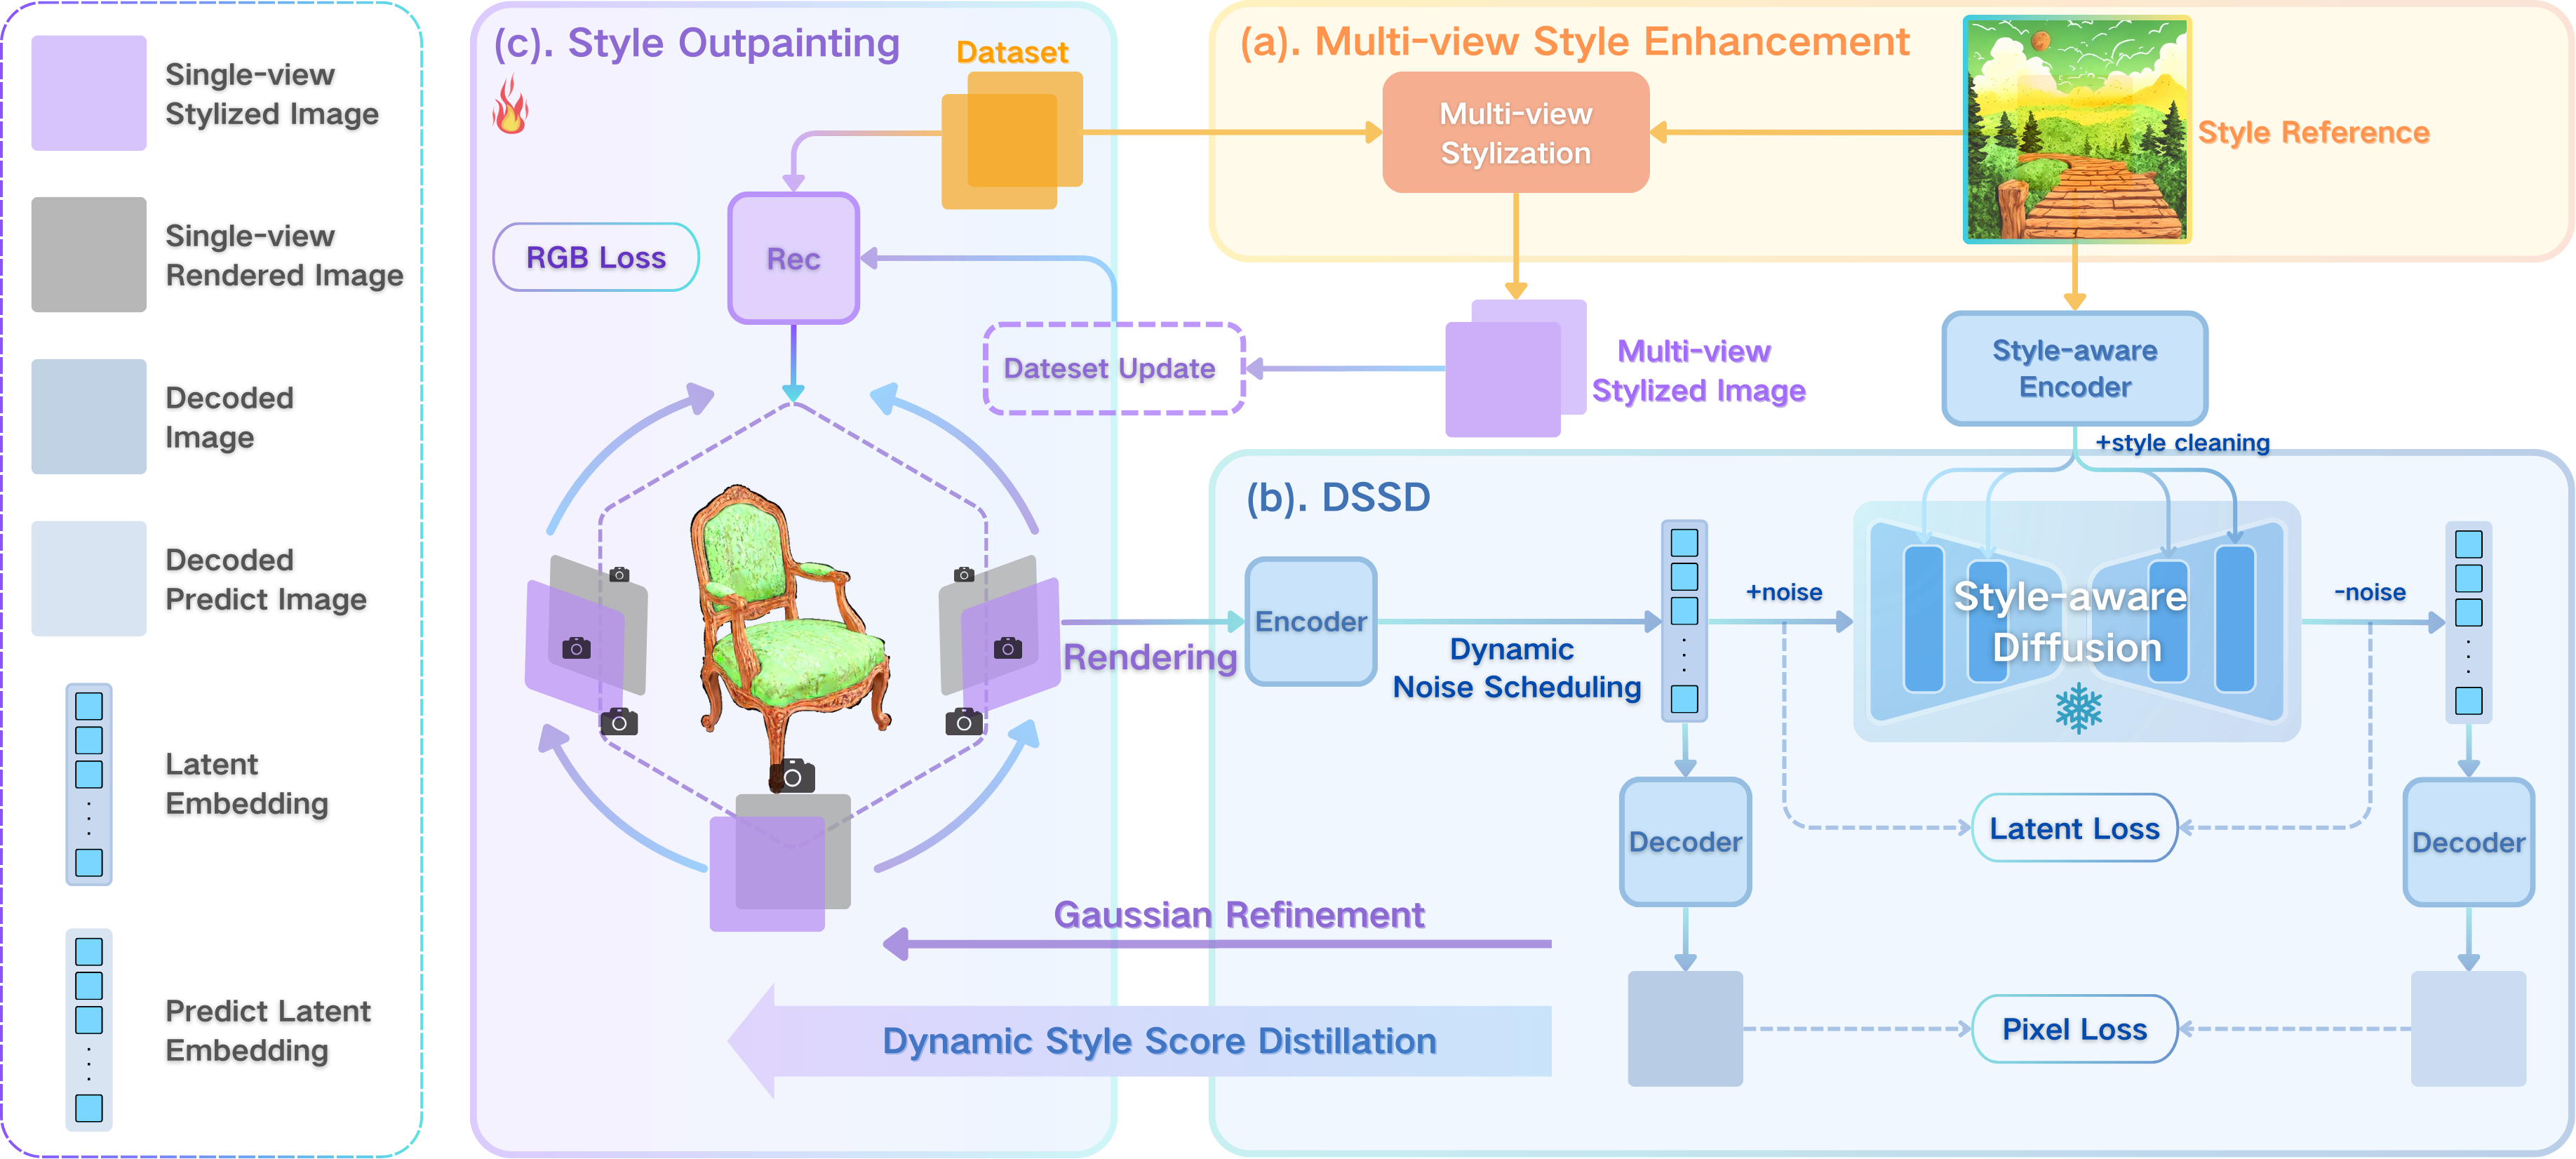 Single-view
Stylized Image
Single-view
Rendered Image
Decoded
Image
Decoded
Predict Image
Latent
Embedding
Predict Latent
Embedding
(c). Style Outpainting
Dataset
RGB Loss
Rec
Dateset Update
Rendering
Gaussian Refinement
Dynamic Style Score Distillation
(a). Multi-view Style Enhancement
Multi-view
Stylization
Style Reference
Multi-view
Stylized Image
Style-aware
Encoder
+style cleaning
(b). DSSD
Encoder
Dynamic
Noise Scheduling
+noise
Style-aware
Diffusion
-noise
Decoder
Latent Loss
Decoder
Pixel Loss